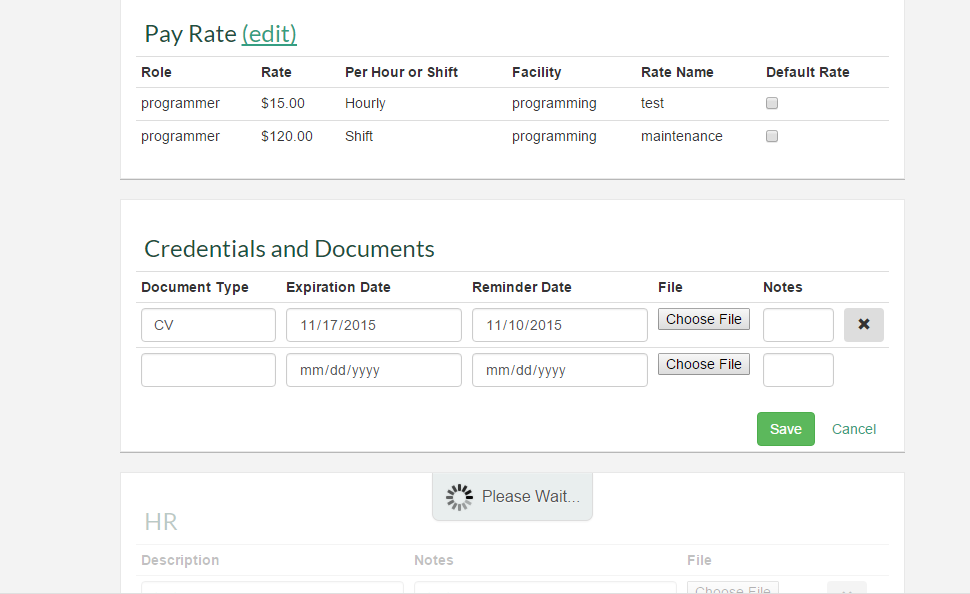 Pay Rate (edit)
Role Rate Per Hour or Shift Facility Rate Name Default Rate
programmer $15.00 Hourly programming test
programmer $120.00 Shift programming maintenance
Credentials and Documents
Document Type Expiration Date Reminder Date File Notes
CV 11/17/2015 11/10/2015 Choose File ✖
mm/dd/yyyy mm/dd/yyyy Choose File
Save Cancel
Please Wait...
HR
Description Notes File
Choose File